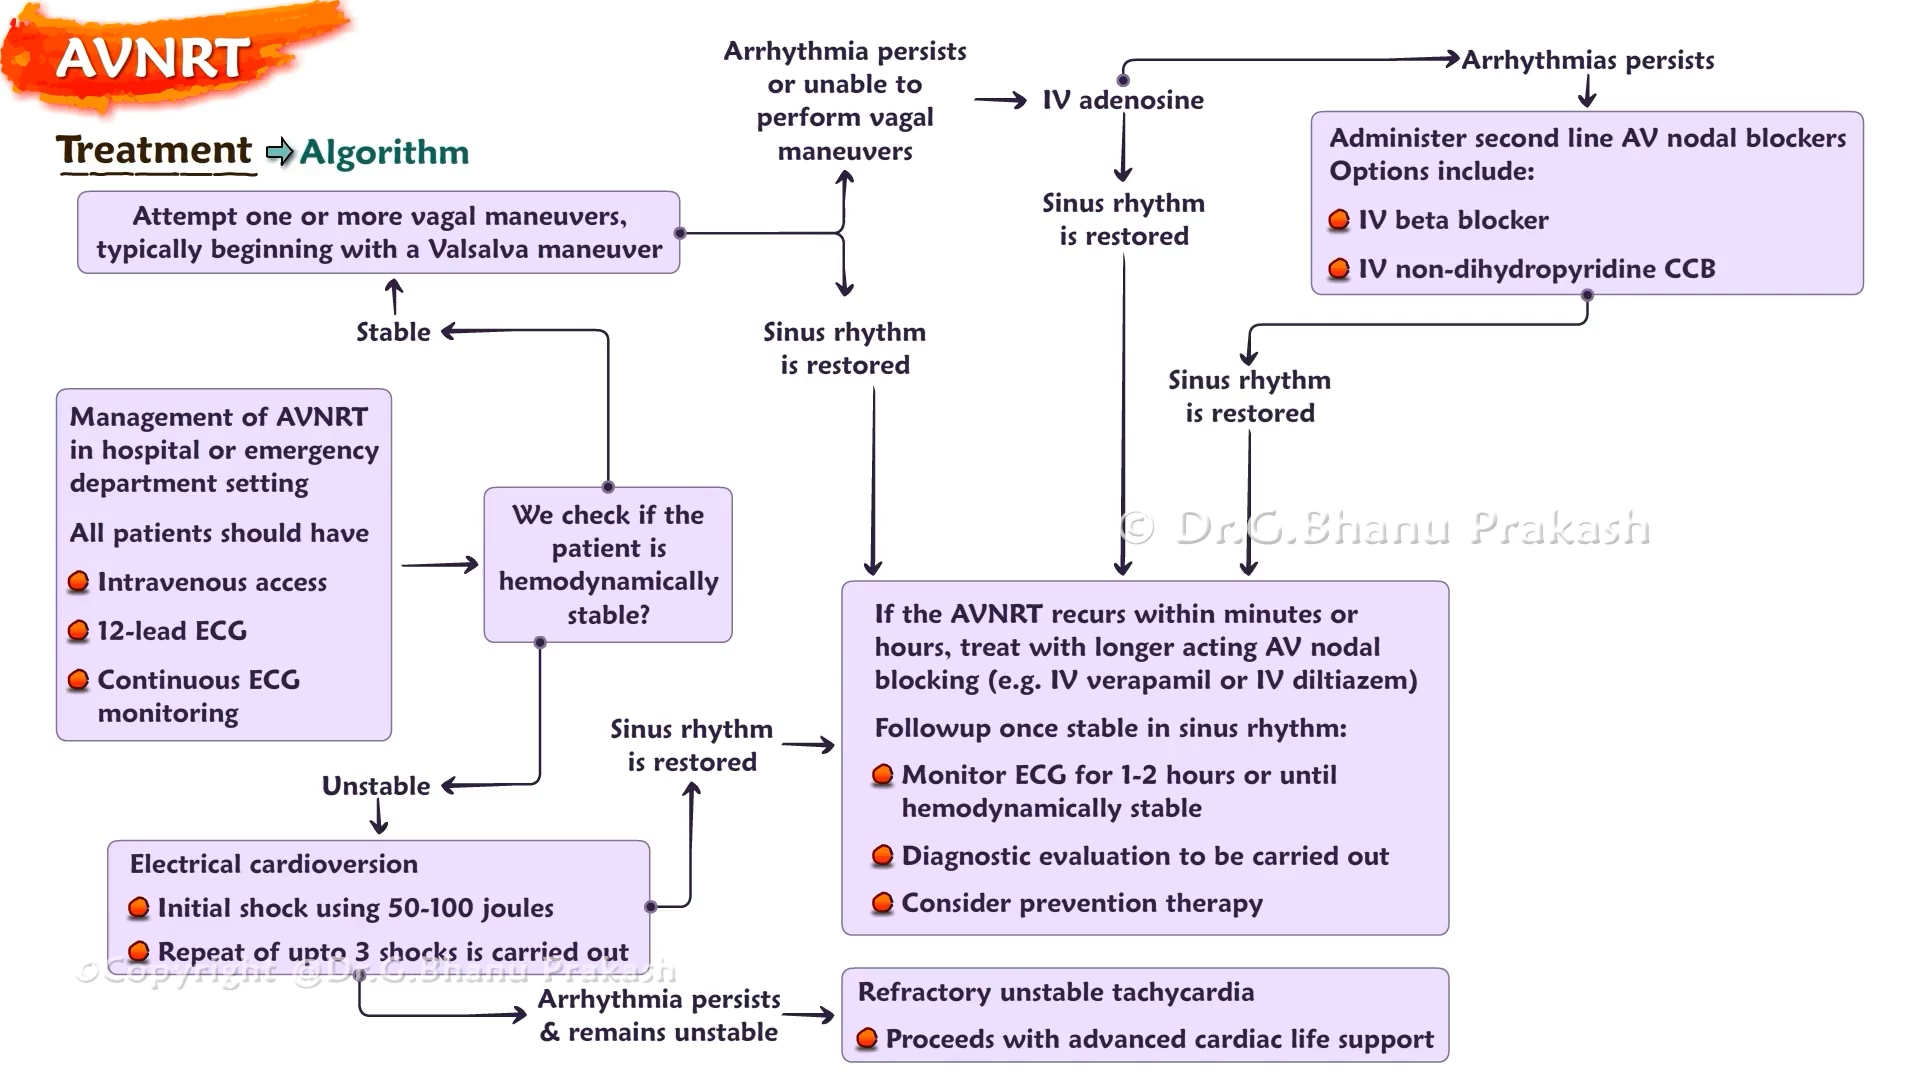 AVNRT
Treatment Algorithm
Attempt one or more vagal maneuvers,
typically beginning with a Valsalva maneuver
Stable
Management of AVNRT
in hospital or emergency
department setting
All patients should have
Intravenous access
12-lead ECG
Continuous ECG
monitoring
We check if the
patient is
hemodynamically
stable?
Unstable
Electrical cardioversion
Initial shock using 50-100 joules
Repeat of upto 3 shocks is carried out
©Copyright @Dr.G.Bhanu Prakash
Arrhythmia persists
& remains unstable
Refractory unstable tachycardia
Proceeds with advanced cardiac life support
Sinus rhythm
is restored
Arrhythmia persists
or unable to
perform vagal
maneuvers
Sinus rhythm
is restored
IV adenosine
Sinus rhythm
is restored
Arrhythmias persists
Administer second line AV nodal blockers
Options include:
IV beta blocker
IV non-dihydropyridine CCB
Sinus rhythm
is restored
© Dr.G.Bhanu Prakash
If the AVNRT recurs within minutes or
hours, treat with longer acting AV nodal
blocking (e.g. IV verapamil or IV diltiazem)
Followup once stable in sinus rhythm:
Monitor ECG for 1-2 hours or until
hemodynamically stable
Diagnostic evaluation to be carried out
Consider prevention therapy